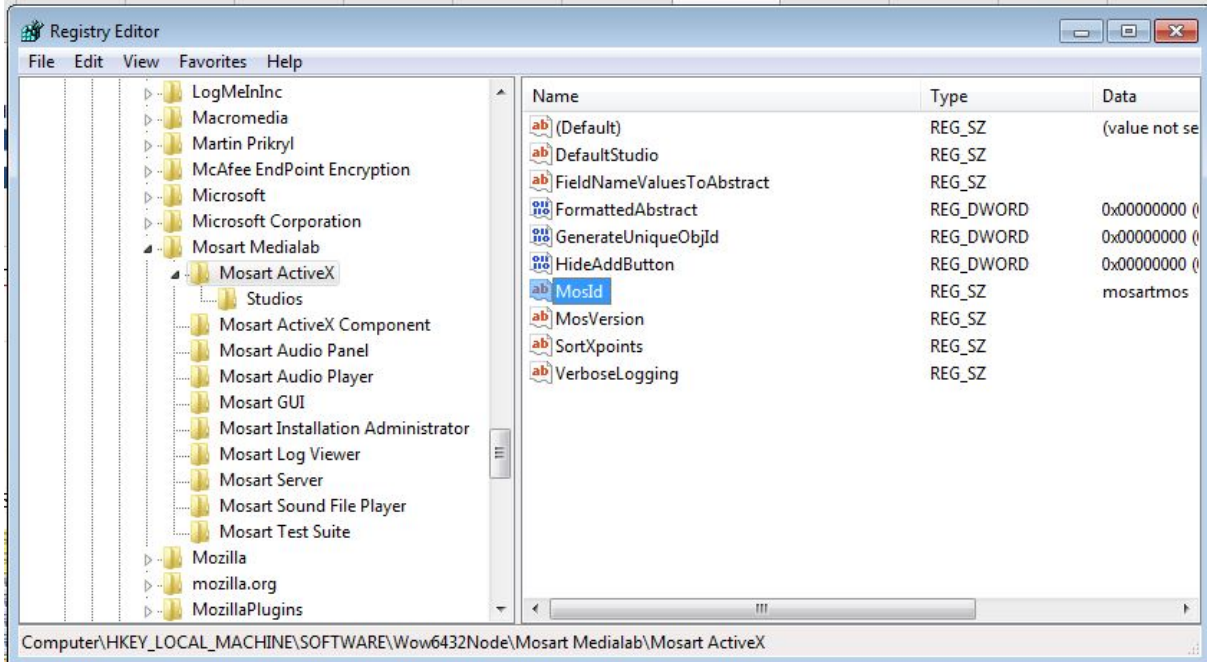 Registry Editor
File Edit View Favorites Help
LogMeInInc
Macromedia
Martin Prikryl
McAfee EndPoint Encryption
Microsoft
Microsoft Corporation
Mosart Medialab
Mosart ActiveX
Studios
Mosart ActiveX Component
Mosart Audio Panel
Mosart Audio Player
Mosart GUI
Mosart Installation Administrator
Mosart Log Viewer
Mosart Server
Mosart Sound File Player
Mosart Test Suite
Mozilla
mozilla.org
MozillaPlugins
Name Type Data
(Default) REG_SZ (value not se
DefaultStudio REG_SZ
FieldNameValuesToAbstract REG_SZ
FormattedAbstract REG_DWORD 0x00000000 (
GenerateUniqueObjId REG_DWORD 0x00000000 (
HideAddButton REG_DWORD 0x00000000 (
MosId REG_SZ mosartmos
MosVersion REG_SZ
SortXpoints REG_SZ
VerboseLogging REG_SZ
Computer\HKEY_LOCAL_MACHINE\SOFTWARE\Wow6432Node\Mosart Medialab\Mosart ActiveX